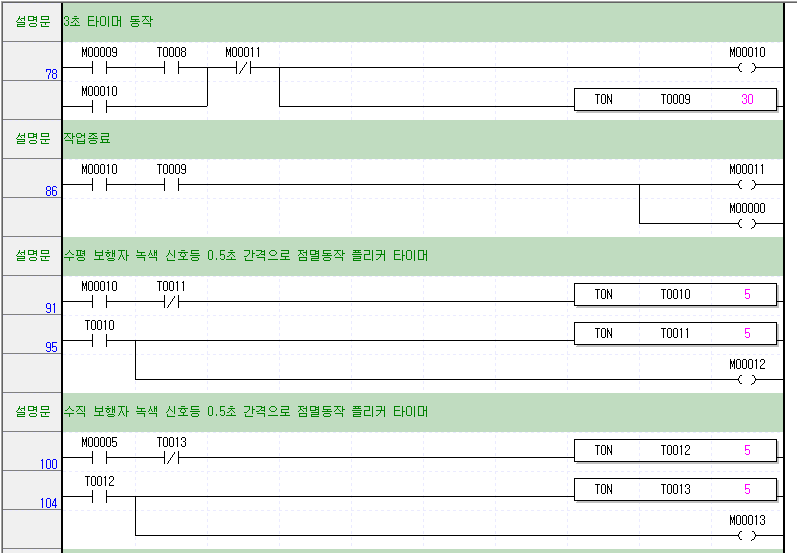 설명문 3초 타이머 동작
M00009 T0008 M00011 M00010
78
M00010
TON T0009 30
설명문 작업종료
M00010 T0009 M00011
86
M00000
설명문 수평 보행자 녹색 신호등 0.5초 간격으로 점멸동작 플리커 타이머
M00010 T0011
TON T0010 5
91
T0010
TON T0011 5
95
M00012
설명문 수직 보행자 녹색 신호등 0.5초 간격으로 점멸동작 플리커 타이머
M00005 T0013
TON T0012 5
100
T0012
TON T0013 5
104
M00013